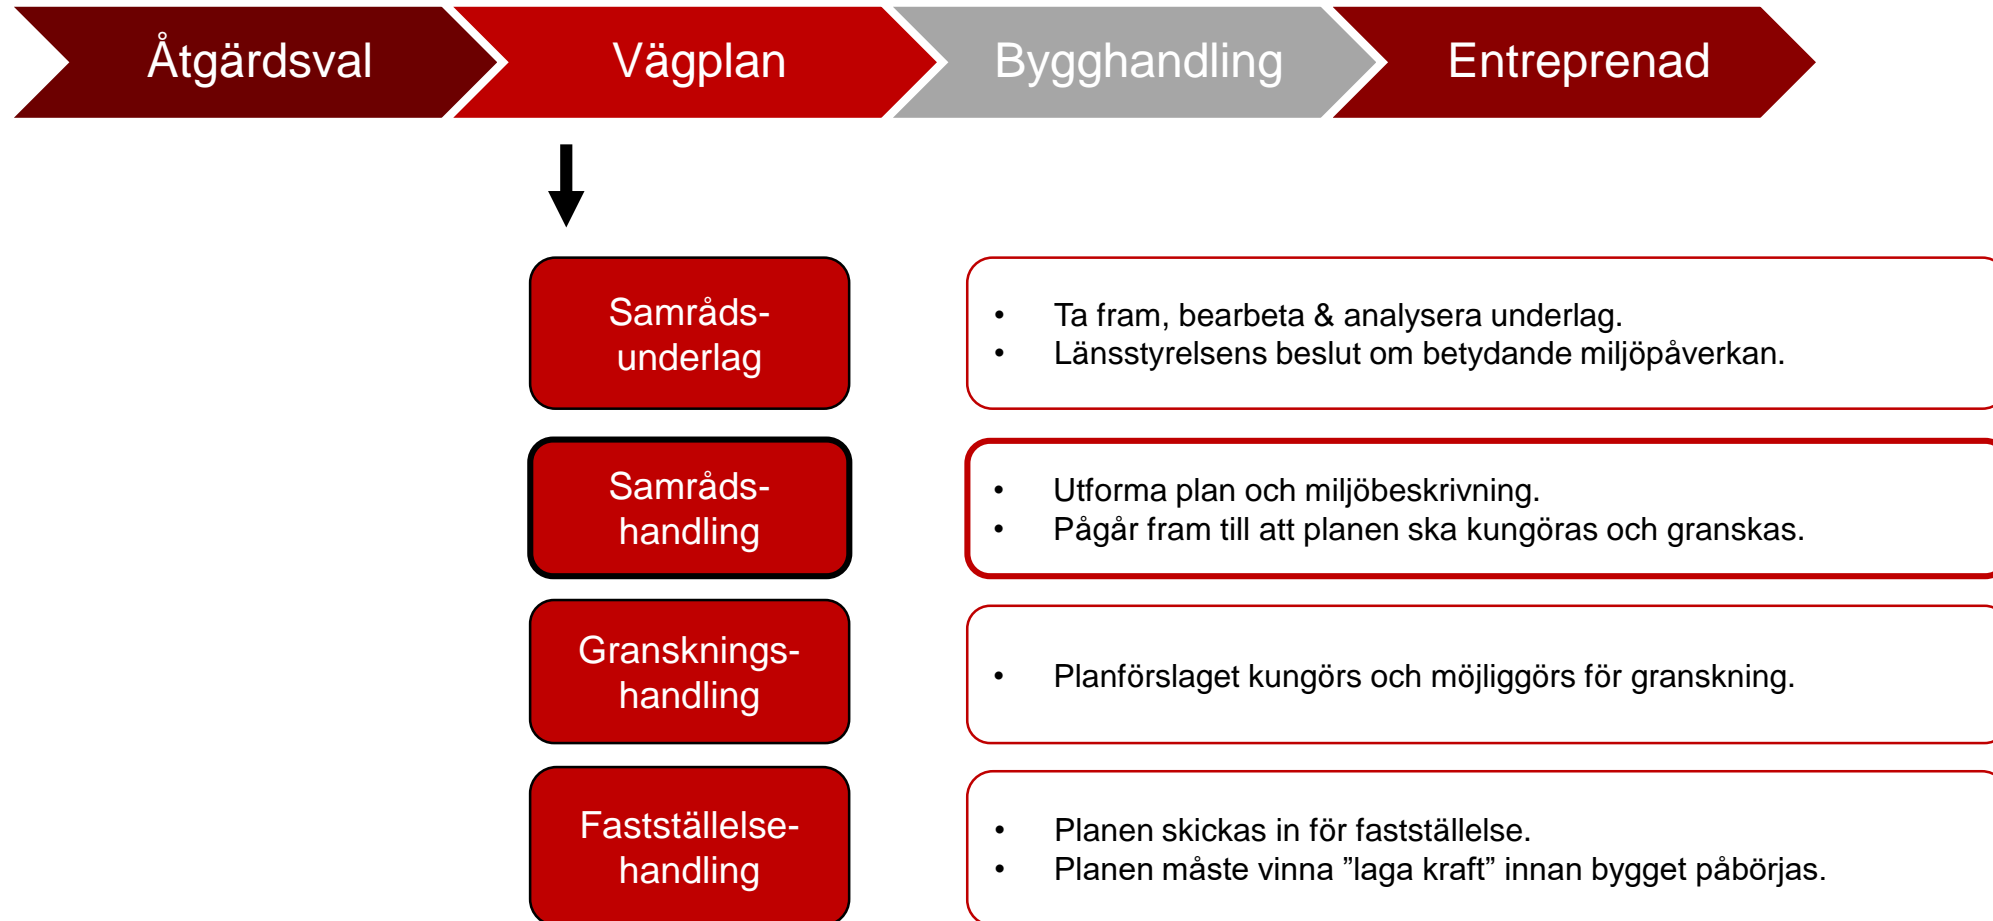 Åtgärdsval
Vägplan
Bygghandling
Entreprenad
Samråds-
underlag
• Ta fram, bearbeta & analysera underlag.
• Länsstyrelsens beslut om betydande miljöpåverkan.
Samråds-
handling
• Utforma plan och miljöbeskrivning.
• Pågår fram till att planen ska kungöras och granskas.
Gransknings-
handling
• Planförslaget kungörs och möjliggörs för granskning.
Fastställelse-
handling
• Planen skickas in för fastställelse.
• Planen måste vinna ”laga kraft” innan bygget påbörjas.